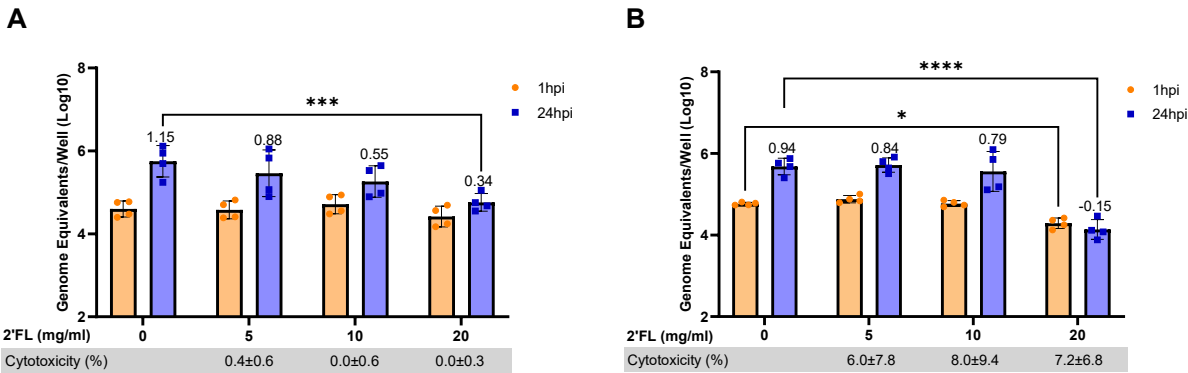 A
Genome Equivalents/Well (Log10)
8
6
4
2
***
1.15
0.88
0.55
0.34
1hpi
24hpi
2'FL (mg/ml) 0 5 10 20
Cytotoxicity (%) 0.4±0.6 0.0±0.6 0.0±0.3
B
Genome Equivalents/Well (Log10)
8
6
4
2
****
*
0.94
0.84
0.79
-0.15
1hpi
24hpi
2'FL (mg/ml) 0 5 10 20
Cytotoxicity (%) 6.0±7.8 8.0±9.4 7.2±6.8